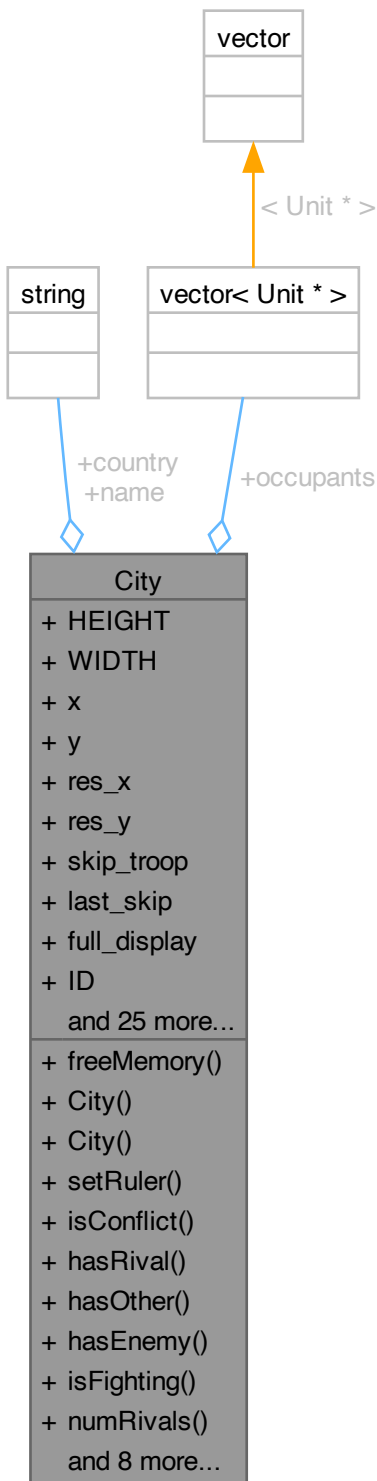 vector
< Unit * >
string
vector< Unit * >
+country
+name
+occupants
City
+ HEIGHT
+ WIDTH
+ x
+ y
+ res_x
+ res_y
+ skip_troop
+ last_skip
+ full_display
+ ID
and 25 more...
+ freeMemory()
+ City()
+ City()
+ setRuler()
+ isConflict()
+ hasRival()
+ hasOther()
+ hasEnemy()
+ isFighting()
+ numRivals()
and 8 more...